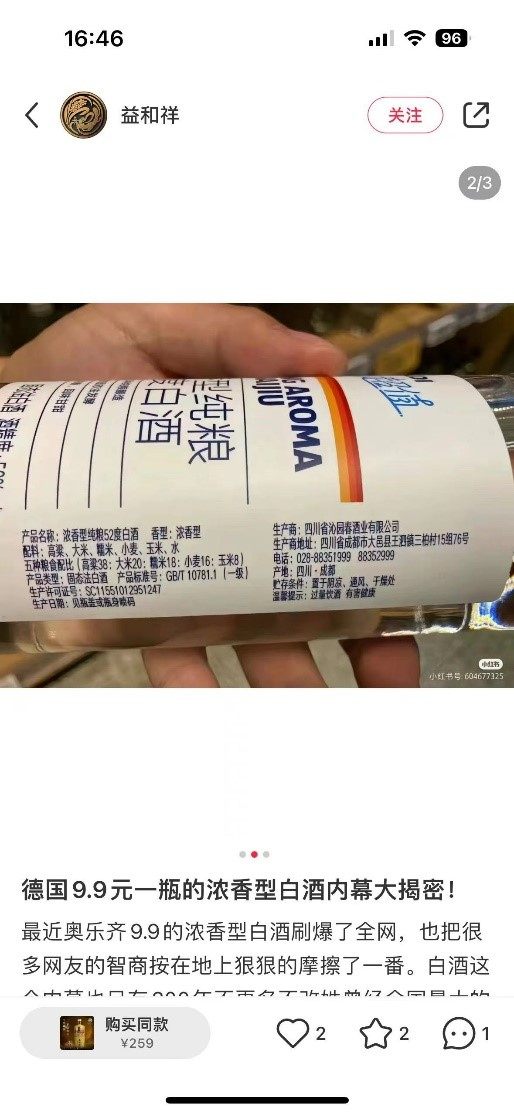 16:46
96
益和祥
关注
2/3
纯粮
白酒
AROMA
产品名称：浓香型纯粮52度白酒 香型：浓香型
配料：高粱、大米、糯米、小麦、玉米、水
五种粮食配比（高粱38：大米20：糯米18：小麦16：玉米8）
产品类型：固态法白酒 产品标准号：GB/T 10781.1（一级）
生产许可证号：SC11551012951247
生产日期：见瓶盖或瓶身喷码
生产商：四川省沁园春酒业有限公司
生产商地址：四川省成都市大邑县王泗镇三柏村15组76号
电话：028-88351999 88352999
产地：四川·成都
贮存条件：置于阴凉、通风、干燥处
温馨提示：过量饮酒 有害健康
小红书
小红书号 604677325
德国9.9元一瓶的浓香型白酒内幕大揭密！
最近奥乐齐9.9的浓香型白酒刷爆了全网，也把很
多网友的智商按在地上狠狠的摩擦了一番。白酒这
购买同款
¥259
2
2
1